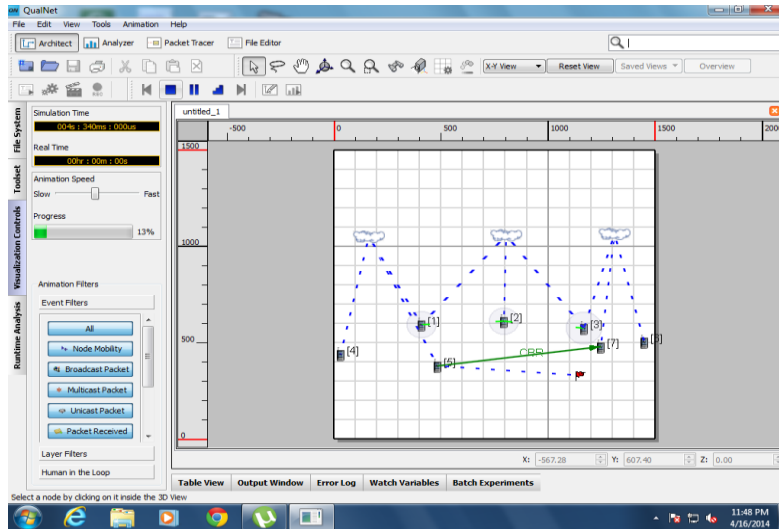 QualNet
File Edit View Tools Animation Help
Architect Analyzer Packet Tracer File Editor
X-Y View Reset View Saved Views Overview
untitled_1
File System
Toolset
Visualization Controls
Runtime Analysis
Simulation Time
004s : 340ms : 000us
Real Time
00hr : 00m : 00s
Animation Speed
Slow Fast
Progress
13%
Animation Filters
Event Filters
All
Node Mobility
Broadcast Packet
Multicast Packet
Unicast Packet
Packet Received
Layer Filters
Human in the Loop
-500 0 500 1000 1500 200
1500
1000
500
0
[1] [2] [3]
[4] [5] [7]
CBR
X: -567.28 Y: 607.40 Z: 0.00
Table View Output Window Error Log Watch Variables Batch Experiments
Select a node by clicking on it inside the 3D View
11:48 PM
4/16/2014